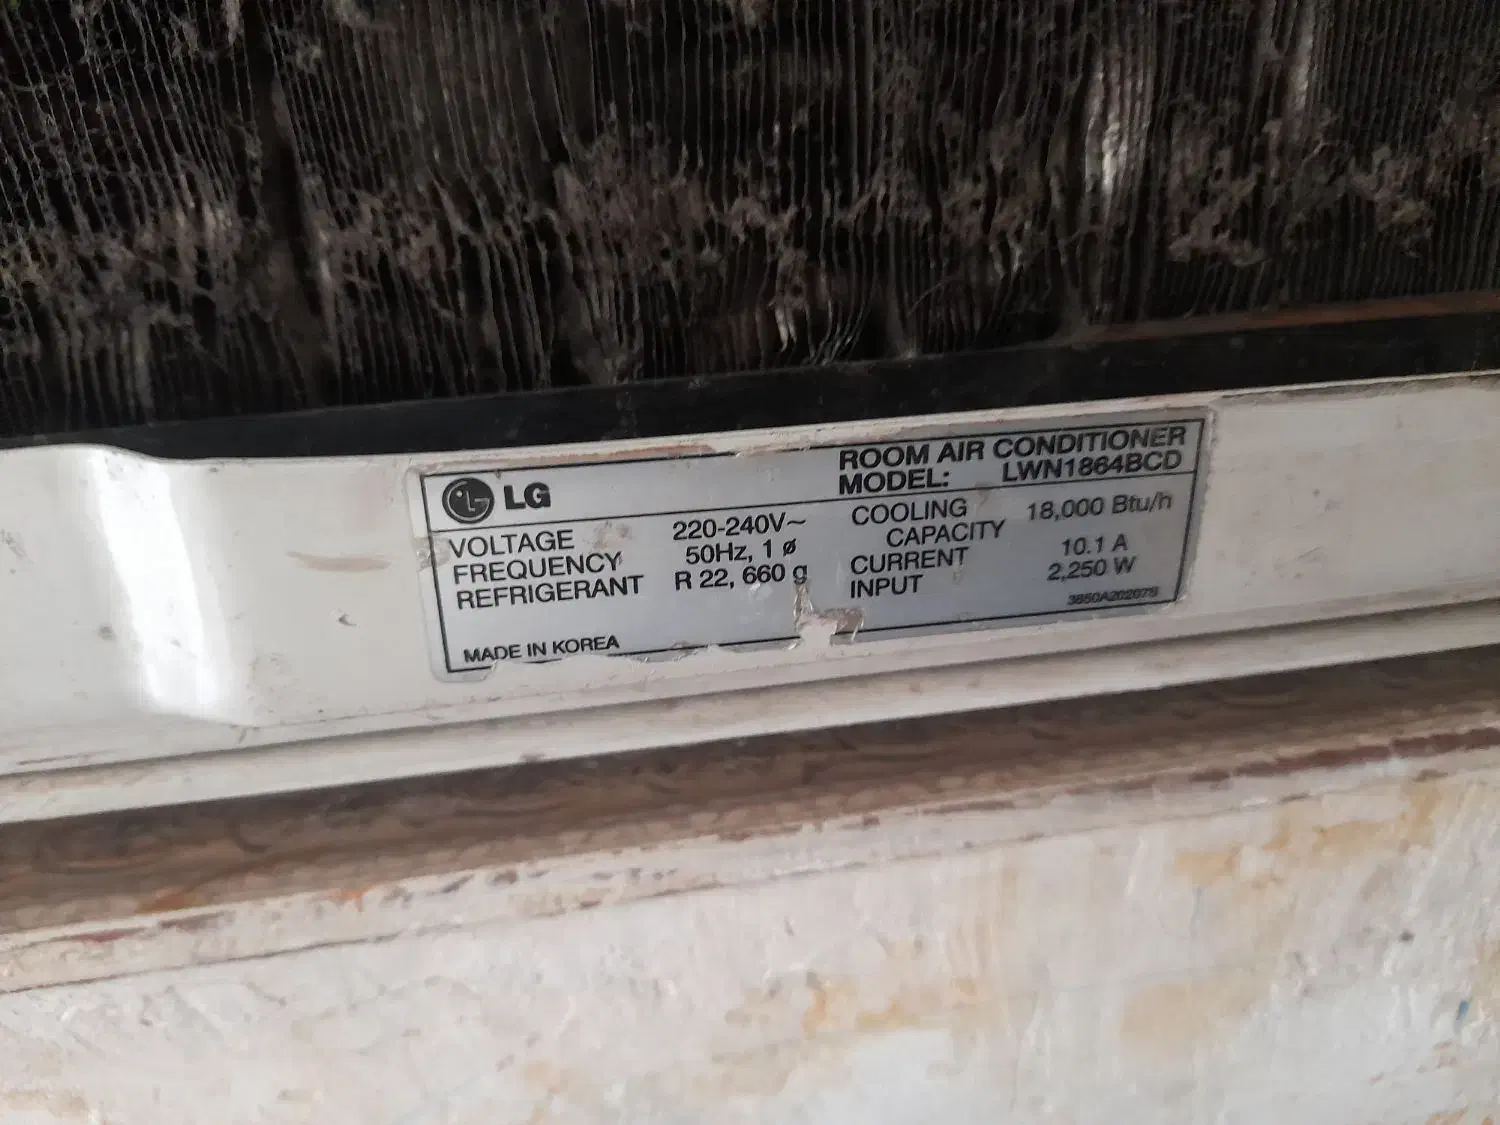 LG
ROOM AIR CONDITIONER
MODEL: LWN1864BCD
VOLTAGE 220-240V~
FREQUENCY 50Hz, 1 ø
REFRIGERANT R 22, 660 g
MADE IN KOREA
COOLING 18,000 Btu/h
CAPACITY
CURRENT 10.1 A
INPUT 2,250 W